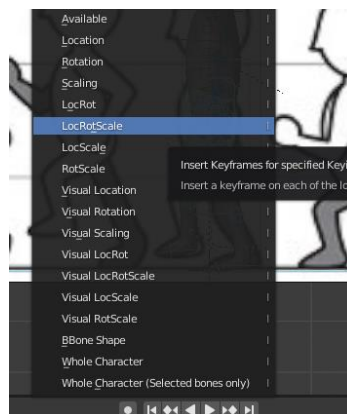 Available
Location
Rotation
Scaling
LocRot
LocRotScale
LocScale
RotScale
Insert Keyframes for specified Keyi
Insert a keyframe on each of the lo
Visual Location
Visual Rotation
Visual Scaling
Visual LocRot
Visual LocRotScale
Visual LocScale
Visual RotScale
BBone Shape
Whole Character
Whole Character (Selected bones only)